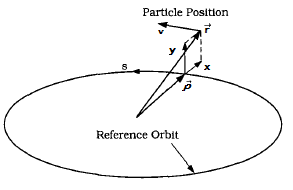 Particle Position
v
r
y
s
x
ρ
Reference Orbit